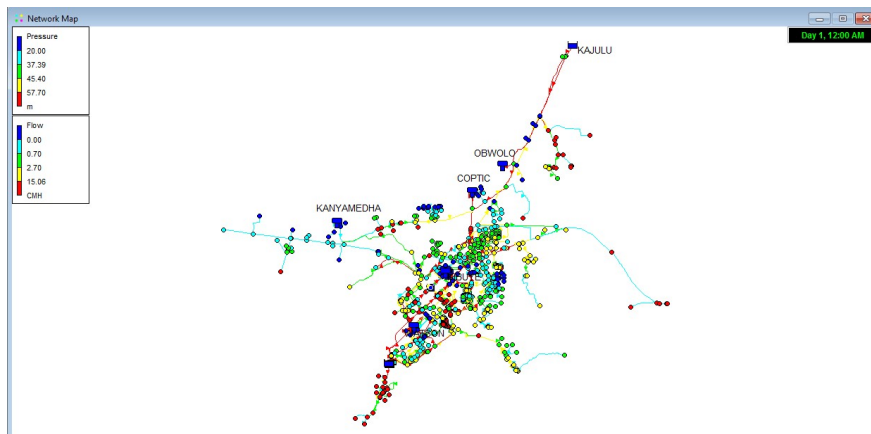 Network Map
Day 1, 12:00 AM
Pressure
20.00
37.39
45.40
57.70
m
Flow
0.00
0.70
2.70
15.06
CMH
KAJULU
OBWOLO
COPTIC
KANYAMEDHA